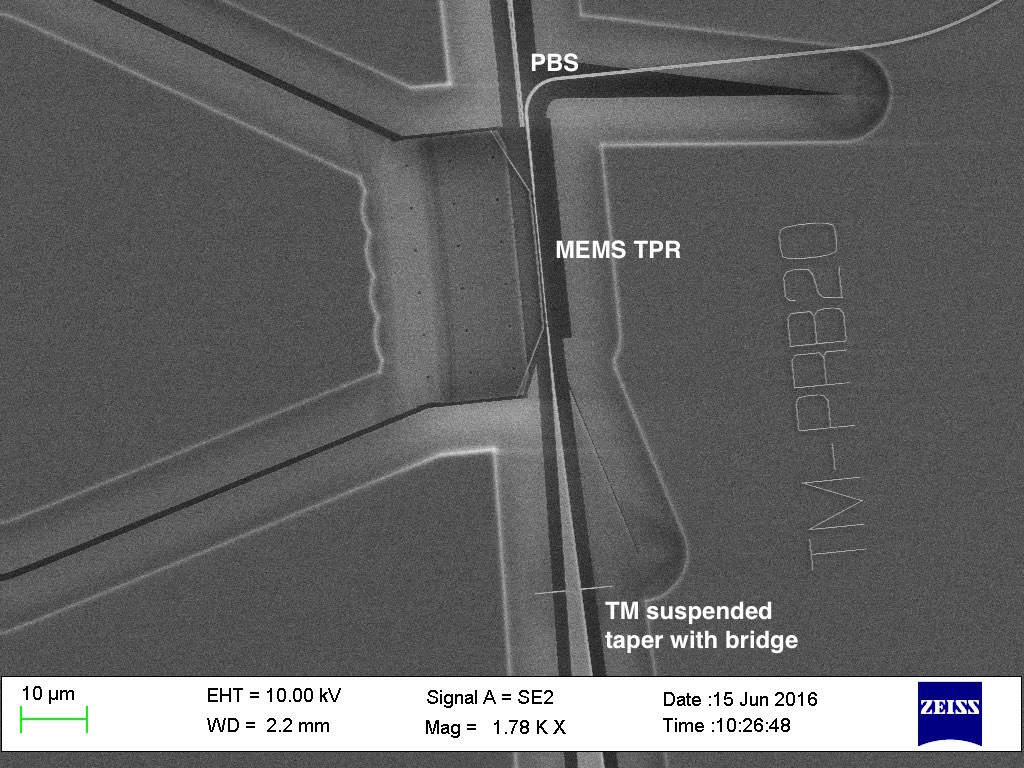 PBS
MEMS TPR
TM-PRB20
TM suspended
taper with bridge
10 µm
EHT = 10.00 kV
Signal A = SE2
Date :15 Jun 2016
WD = 2.2 mm
Mag = 1.78 K X
Time :10:26:48
ZEISS